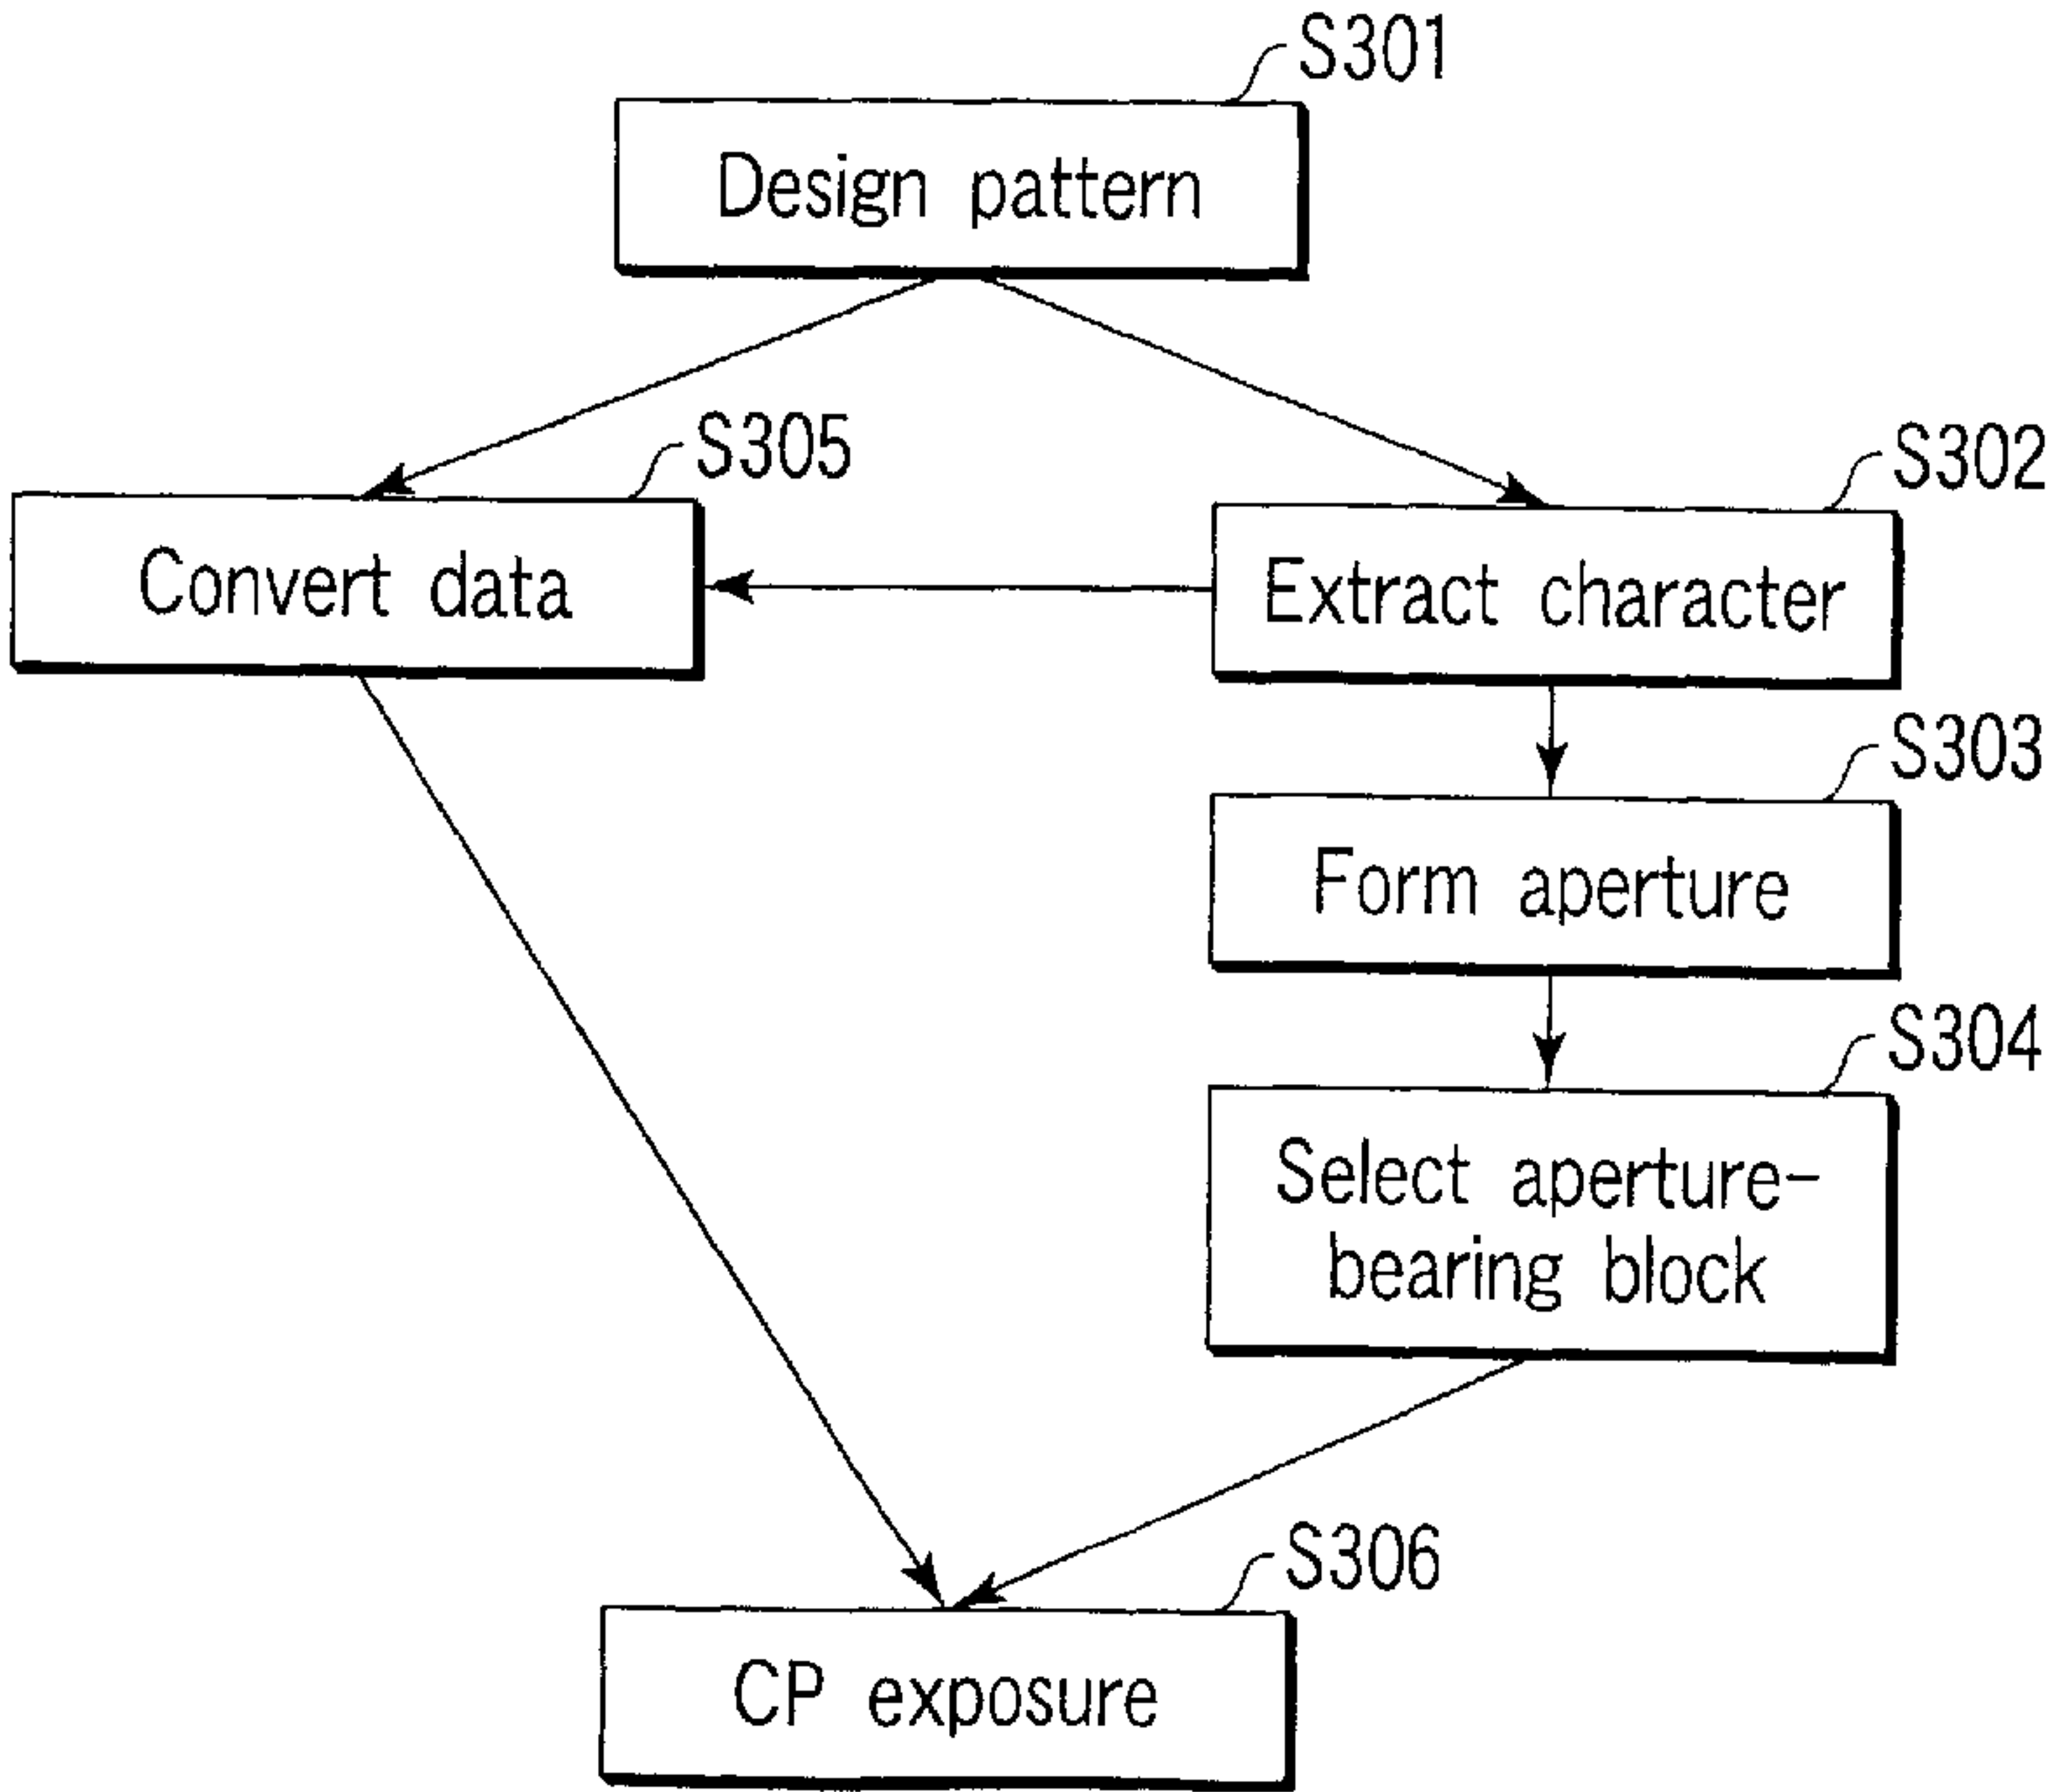 S301
Design pattern
S305
Convert data
S302
Extract character
S303
Form aperture
S304
Select aperture-
bearing block
S306
CP exposure